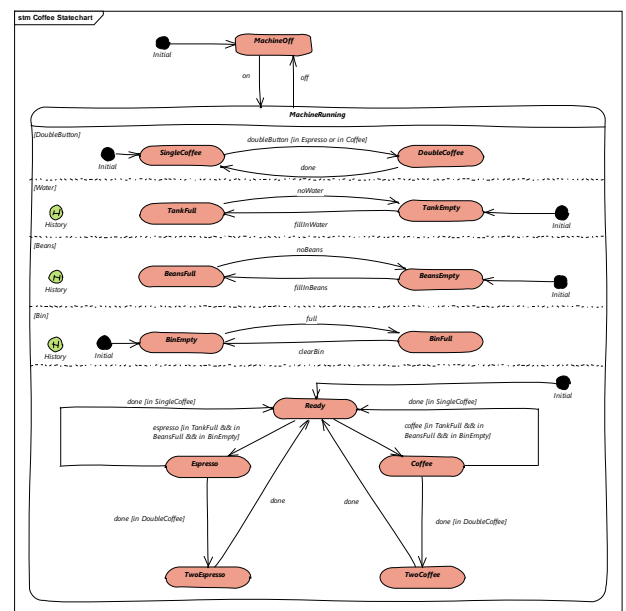 stm Coffee Statechart
MachineOff
Initial
on
off
MachineRunning
[DoubleButton]
doubleButton [in Espresso or in Coffee]
SingleCoffee
DoubleCoffee
Initial
done
[Water]
noWater
TankFull
TankEmpty
History
fillInWater
Initial
[Beans]
noBeans
BeansFull
BeansEmpty
History
fillInBeans
Initial
[Bin]
full
BinEmpty
BinFull
History
Initial
clearBin
Initial
done [in SingleCoffee]
Ready
done [in SingleCoffee]
espresso [in TankFull && in
BeansFull && in BinEmpty]
coffee [in TankFull && in
BeansFull && in BinEmpty]
Espresso
Coffee
done
done
done [in DoubleCoffee]
done [in DoubleCoffee]
TwoEspresso
TwoCoffee